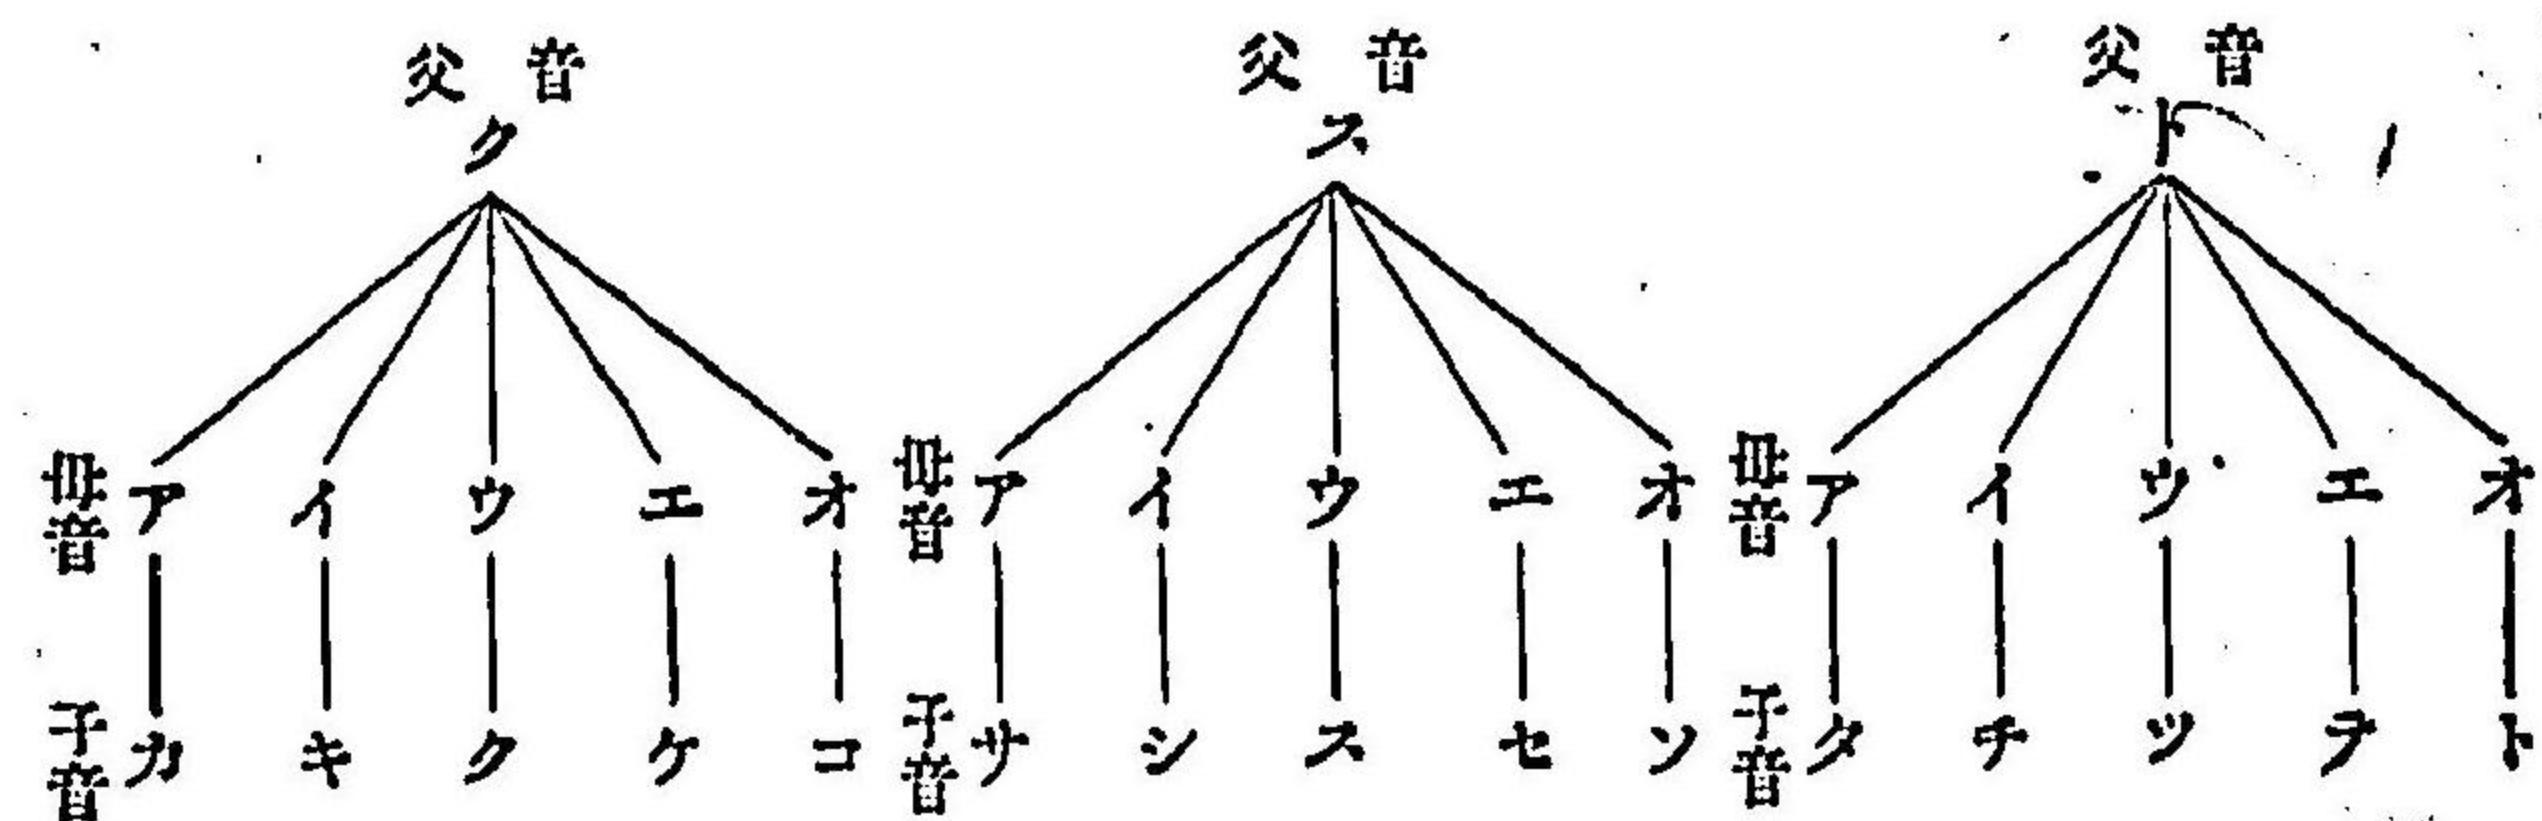 父音 父音 父音
ク ス ト
母音 ア イ ウ エ オ 母音 ア イ ウ エ オ 母音 ア イ ウ エ オ
子音 カ キ ク ケ コ 子音 サ シ ス セ ソ 子音 タ チ ツ テ ト